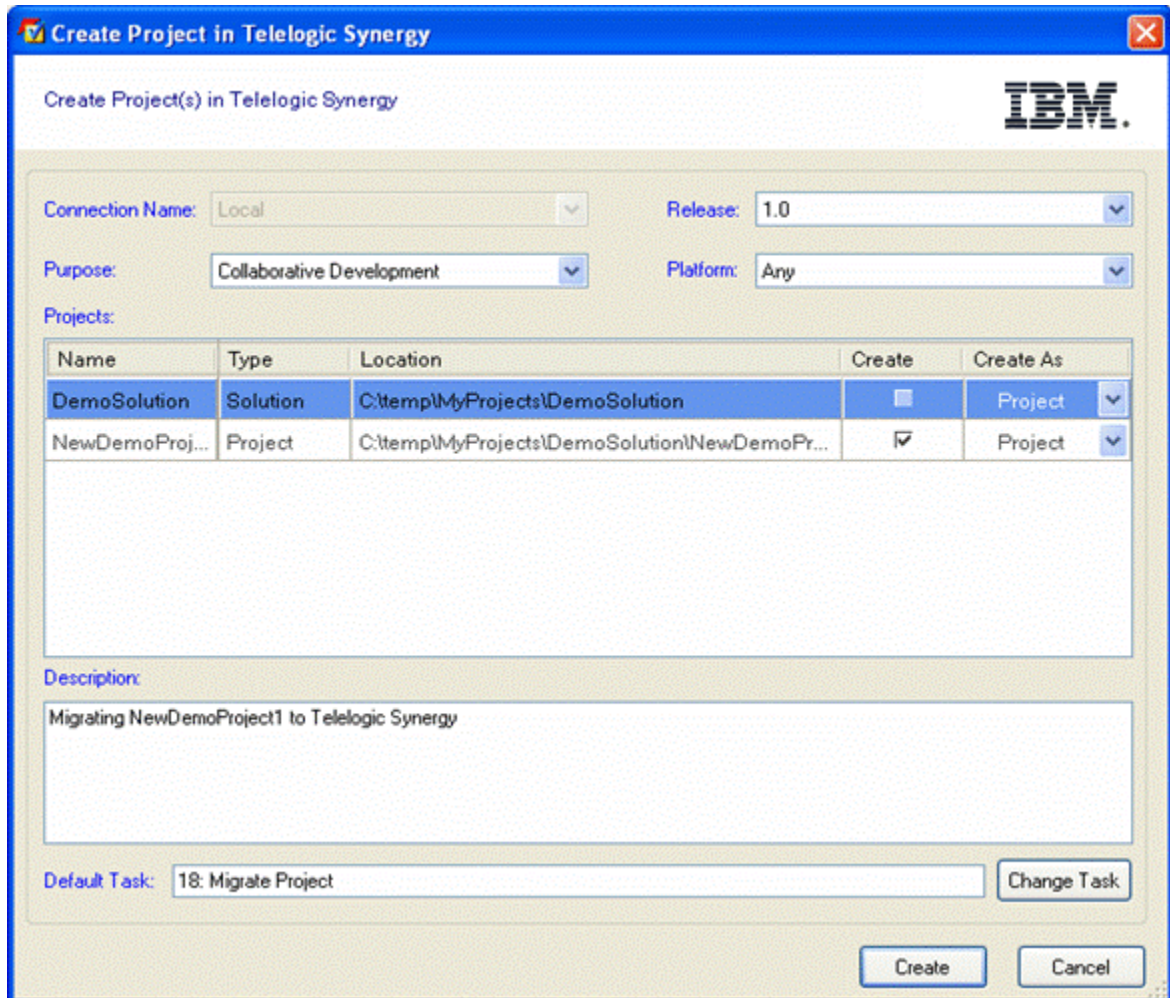 Create Project in Telelogic Synergy
Create Project(s) in Telelogic Synergy
IBM.
Connection Name: Local Release: 1.0
Purpose: Collaborative Development Platform: Any
Projects:
Name Type Location Create Create As
DemoSolution Solution C:\temp\MyProjects\DemoSolution Project
NewDemoProj... Project C:\temp\MyProjects\DemoSolution\NewDemoPr... Project
Description:
Migrating NewDemoProject1 to Telelogic Synergy
Default Task: 18: Migrate Project Change Task
Create Cancel